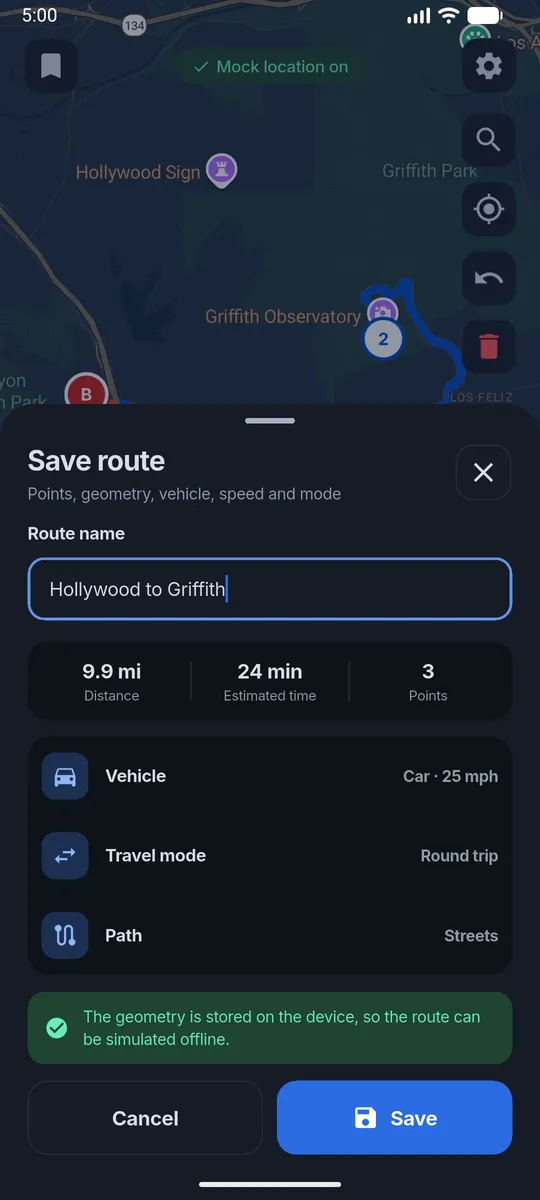 5:00
134
os A
Mock location on
Hollywood Sign
Griffith Park
Griffith Observatory
2
yon
n Park
B
LOS FELIZ
Save route
Points, geometry, vehicle, speed and mode
Route name
Hollywood to Griffith
9.9 mi
24 min
3
Distance
Estimated time
Points
Vehicle
Car · 25 mph
Travel mode
Round trip
Path
Streets
The geometry is stored on the device, so the route can
be simulated offline.
Cancel
Save